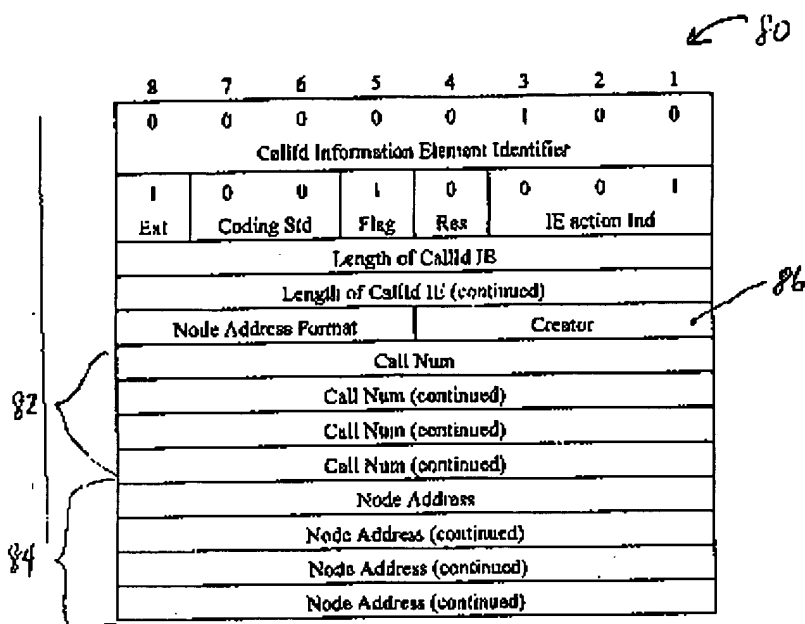 80
8 7 6 5 4 3 2 1
0 0 0 0 0 1 0 0
CallId Information Element Identifier
1 0 0 1 0 0 0 1
Ext Coding Std Flag Res IE action Ind
Length of CallId IE
Length of CallId IE (continued)
Node Address Format Creator
86
Call Num
Call Num (continued)
82
Call Num (continued)
Call Num (continued)
Node Address
Node Address (continued)
84
Node Address (continued)
Node Address (continued)